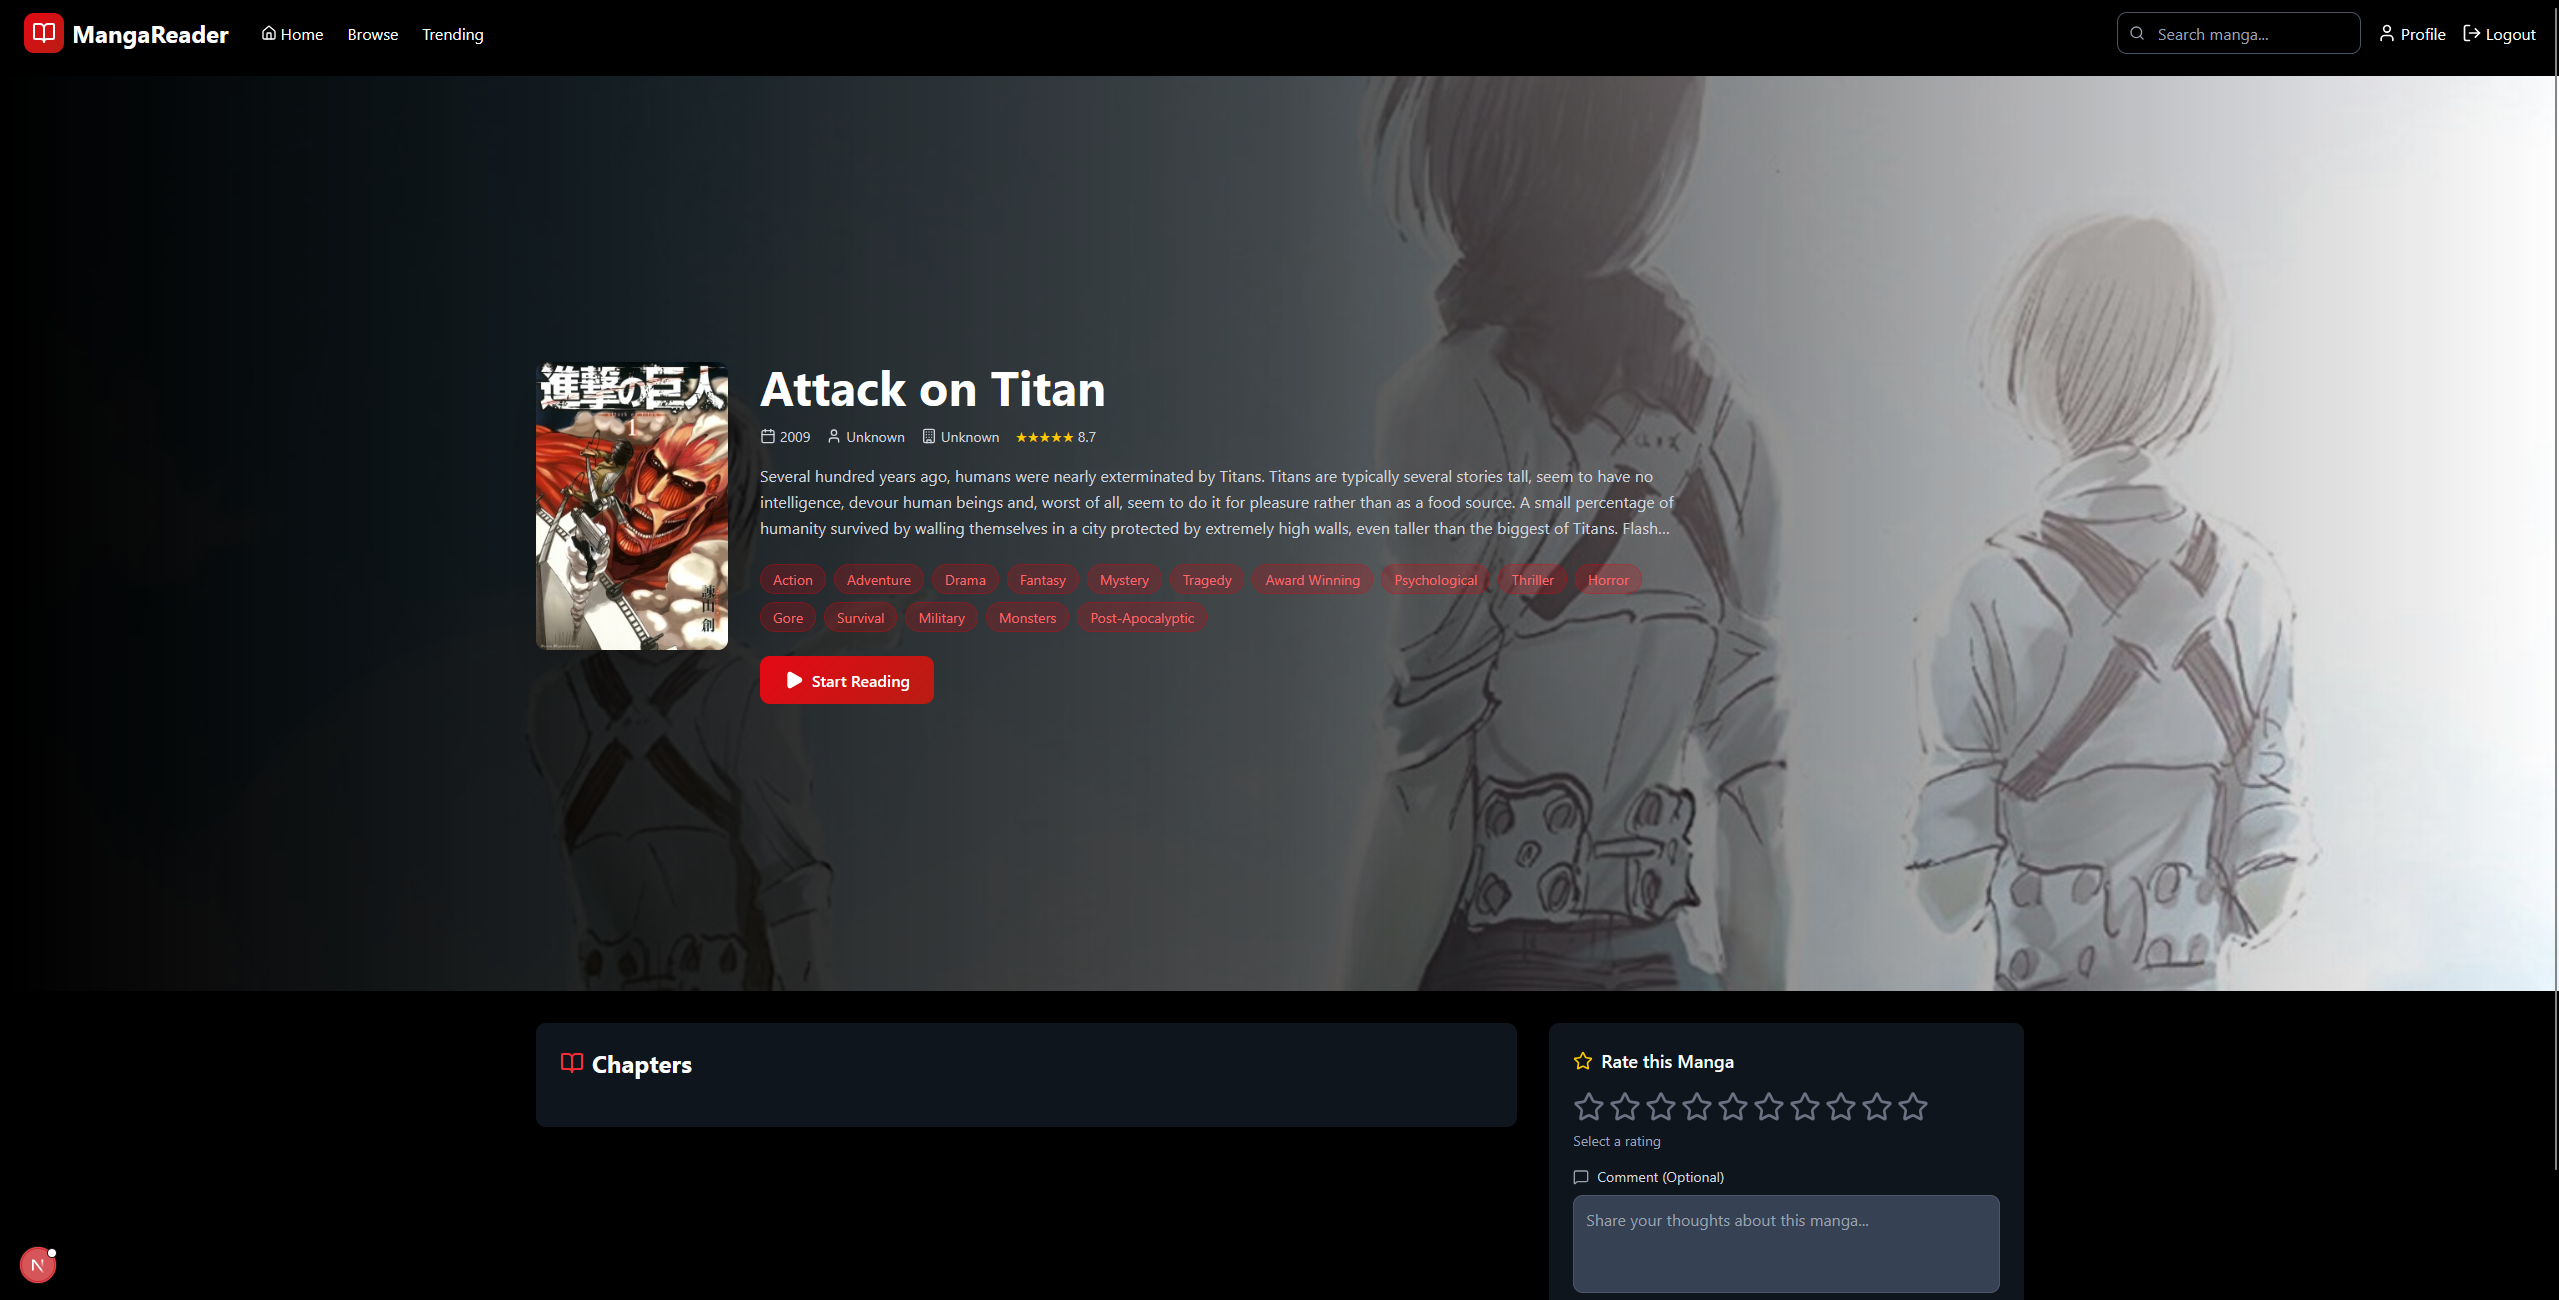 MangaReader Home Browse Trending Search manga... Profile Logout
進撃の巨人
1
諫山創
Attack on Titan
2009 Unknown Unknown ★★★★★ 8.7
Several hundred years ago, humans were nearly exterminated by Titans. Titans are typically several stories tall, seem to have no
intelligence, devour human beings and, worst of all, seem to do it for pleasure rather than as a food source. A small percentage of
humanity survived by walling themselves in a city protected by extremely high walls, even taller than the biggest of Titans. Flash...
Action Adventure Drama Fantasy Mystery Tragedy Award Winning Psychological Thriller Horror
Gore Survival Military Monsters Post-Apocalyptic
Start Reading
Chapters
Rate this Manga
Select a rating
Comment (Optional)
Share your thoughts about this manga...
N